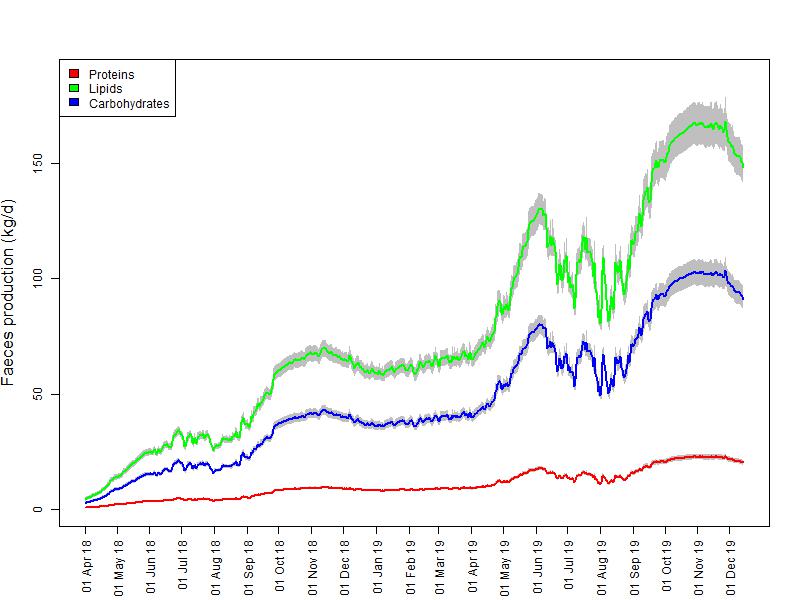 Proteins
Lipids
Carbohydrates
Faeces production (kg/d)
150
100
50
0
01 Apr 18
01 May 18
01 Jun 18
01 Jul 18
01 Aug 18
01 Sep 18
01 Oct 18
01 Nov 18
01 Dec 18
01 Jan 19
01 Feb 19
01 Mar 19
01 Apr 19
01 May 19
01 Jun 19
01 Jul 19
01 Aug 19
01 Sep 19
01 Oct 19
01 Nov 19
01 Dec 19